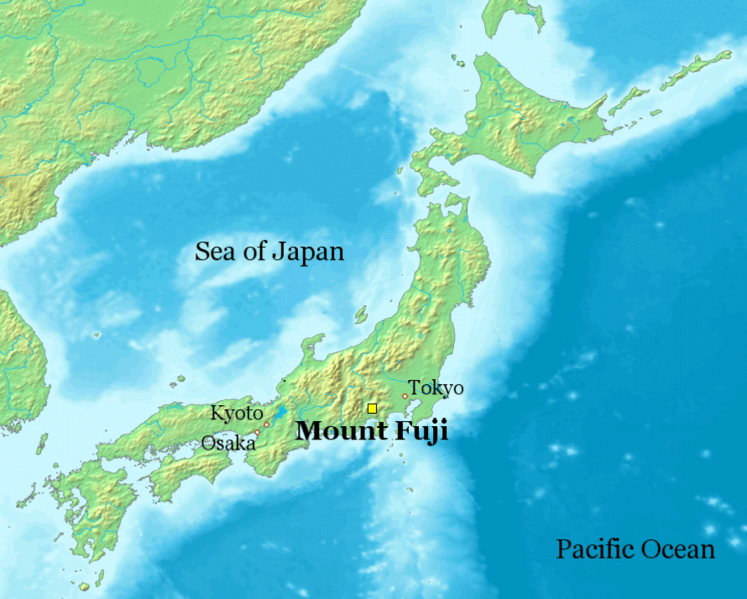 Sea of Japan
Tokyo
Kyoto
Mount Fuji
Osaka
Pacific Ocean